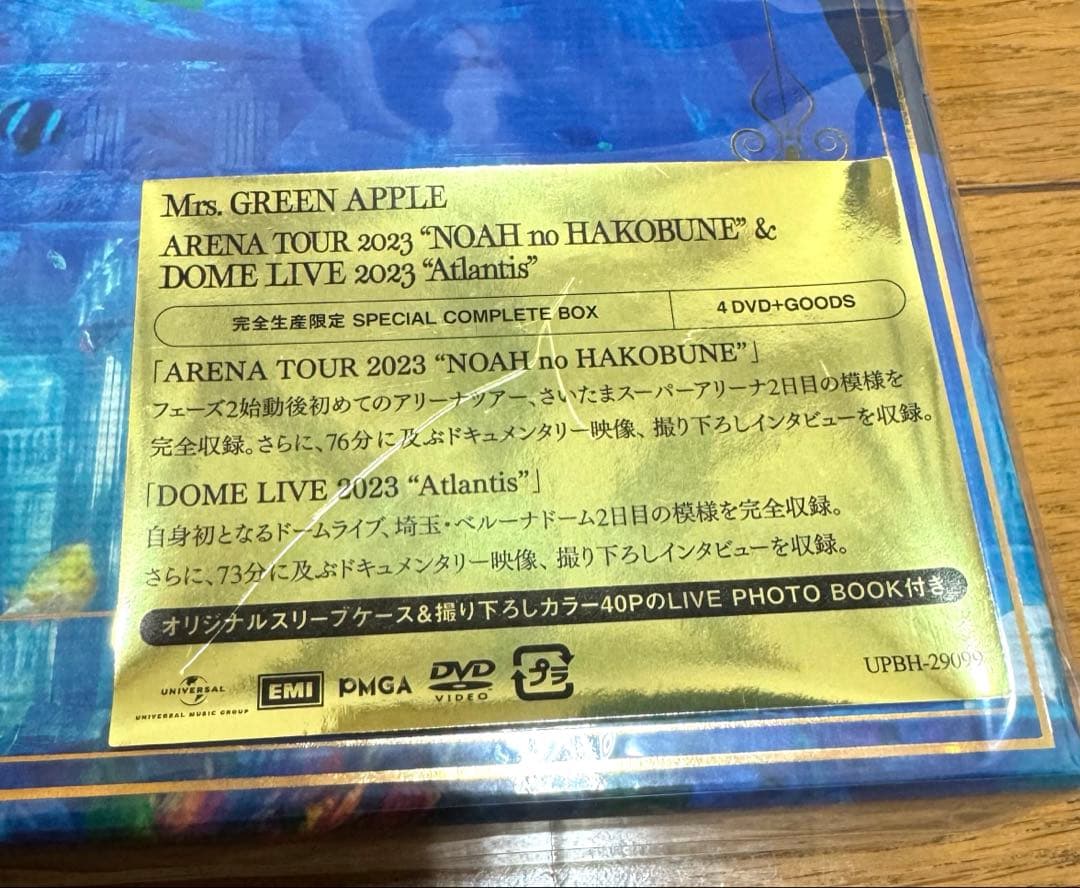 Mrs. GREEN APPLE
ARENA TOUR 2023 “NOAH no HAKOBUNE” &
DOME LIVE 2023 “Atlantis”
完全生産限定 SPECIAL COMPLETE BOX 4 DVD+GOODS
「ARENA TOUR 2023 “NOAH no HAKOBUNE”」
フェーズ2始動後初めてのアリーナツアー、さいたまスーパーアリーナ2日目の模様を
完全収録。さらに、76分に及ぶドキュメンタリー映像、撮り下ろしインタビューを収録。
「DOME LIVE 2023 “Atlantis”」
自身初となるドームライブ、埼玉・ベルーナドーム2日目の模様を完全収録。
さらに、73分に及ぶドキュメンタリー映像、撮り下ろしインタビューを収録。
オリジナルスリーブケース&撮り下ろしカラー40PのLIVE PHOTO BOOK付き
UNIVERSAL
UNIVERSAL MUSIC GROUP
EMI
PMGA
DVD
VIDEO
プラ
UPBH-29099